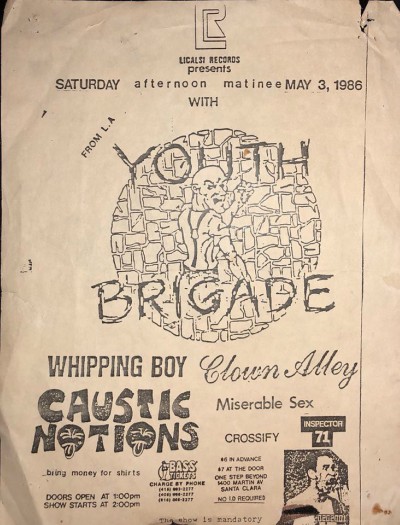 LR
LICALSI RECORDS
presents
SATURDAY afternoon matinee MAY 3, 1986
WITH
FROM L.A
YOUTH
BRIGADE
WHIPPING BOY
Clown Alley
CAUSTIC
NOTIONS
Miserable Sex
CROSSIFY
INSPECTOR
71
...bring money for shirts
DOORS OPEN AT 1:00pm
SHOW STARTS AT 2:00pm
BASS
TICKETS
CHARGE BY PHONE
$6 IN ADVANCE
$7 AT THE DOOR
ONE STEP BEYOND
1400 MARTIN AV
SANTA CLARA
NO I.D REQUIRES
The show is mandatory